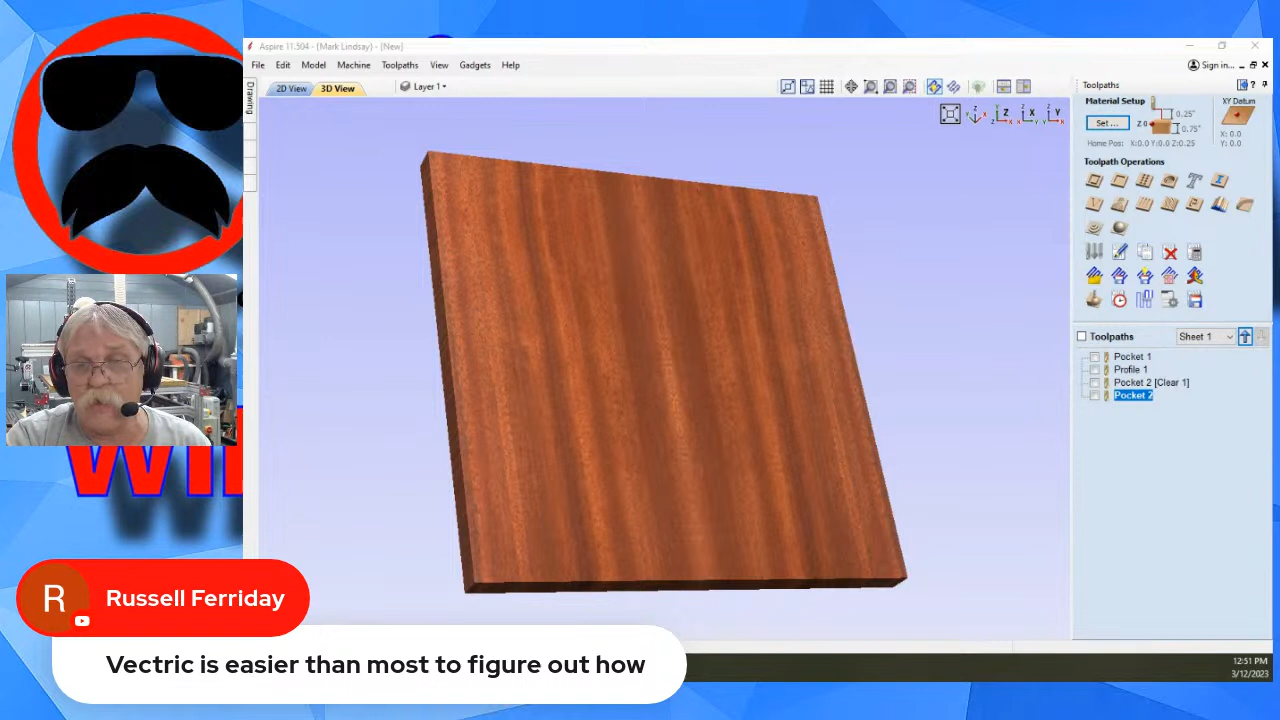 Aspire 11.504 - {Mark Lindsay} - [New]
File Edit Model Machine Toolpaths View Gadgets Help
Sign in...
Drawing
2D View 3D View Layer 1
Toolpaths
Z X Y
Material Setup
XY Datum
Set ...
Z 0
0.25"
0.75"
X: 0.0
Y: 0.0
Home Pos: X:0.0 Y:0.0 Z:0.25
Toolpath Operations
Toolpaths Sheet 1
Pocket 1
Profile 1
Pocket 2 [Clear 1]
Pocket 2
WI
R Russell Ferriday
Vectric is easier than most to figure out how
12:51 PM
3/12/2023